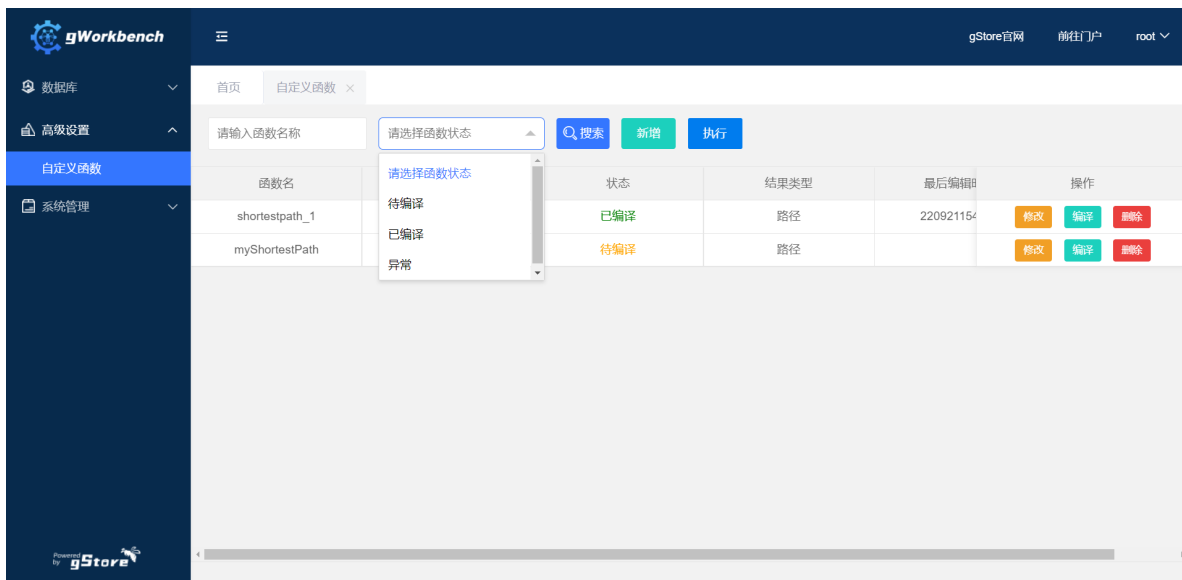 gWorkbench
gStore官网 前往门户 root
数据库
首页 自定义函数
高级设置
请输入函数名称 请选择函数状态 搜索 新增 执行
自定义函数
请选择函数状态
待编译
已编译
异常
函数名 状态 结果类型 最后编辑 操作
系统管理
shortestpath_1 已编译 路径 220921154 修改 编译 删除
myShortestPath 待编译 路径 修改 编译 删除
Powered by gStore